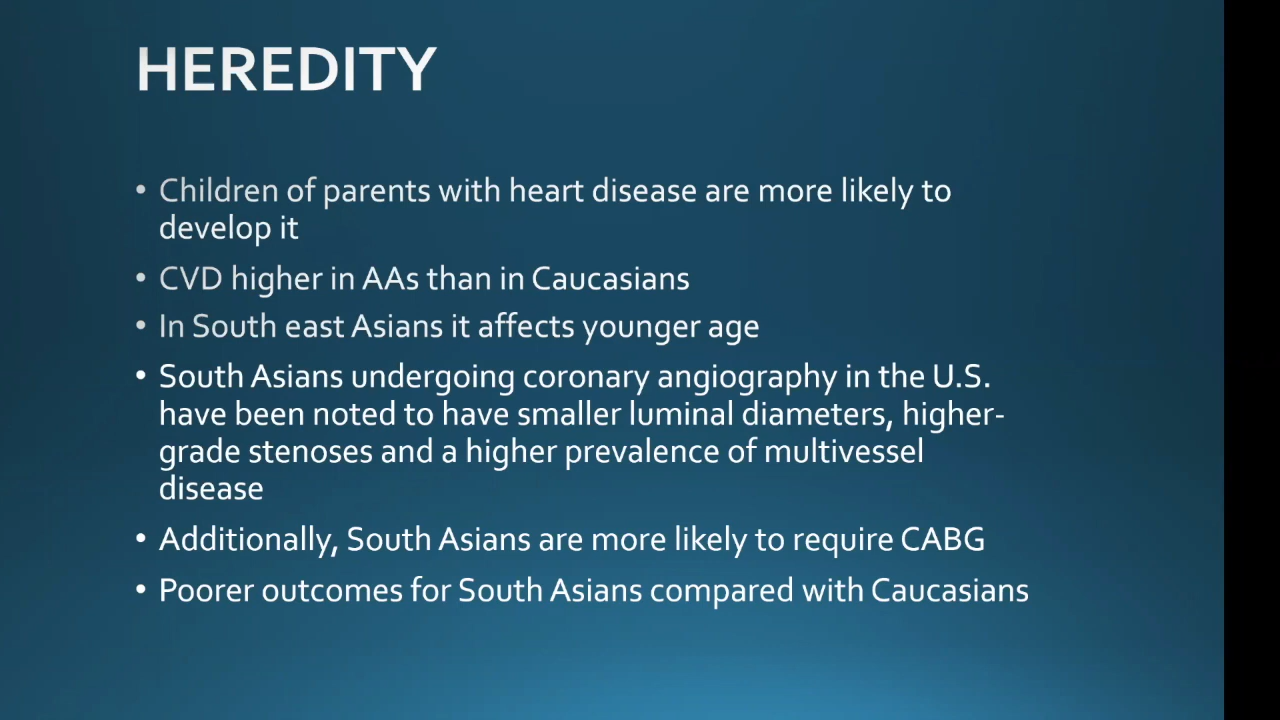 HEREDITY
• Children of parents with heart disease are more likely to
develop it
• CVD higher in AAs than in Caucasians
• In South east Asians it affects younger age
• South Asians undergoing coronary angiography in the U.S.
have been noted to have smaller luminal diameters, higher-
grade stenoses and a higher prevalence of multivessel
disease
• Additionally, South Asians are more likely to require CABG
• Poorer outcomes for South Asians compared with Caucasians